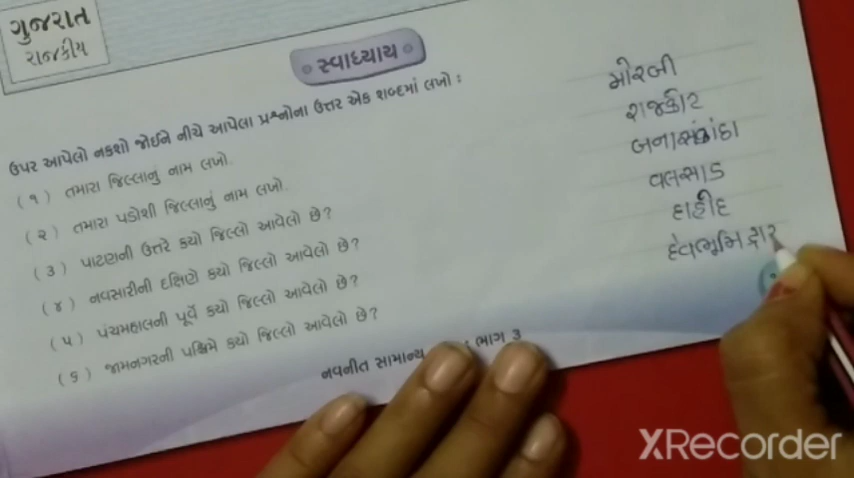 ગુજરાત
રાજકીય
સ્વાધ્યાય
ઉપર આપેલો નકશો જોઈને નીચે આપેલા પ્રશ્નોના ઉત્તર એક શબ્દમાં લખો :
(૧) તમારા જિલ્લાનું નામ લખો. મોરબી
(૨) તમારા પડોશી જિલ્લાનું નામ લખો. રાજકોટ
(૩) પાટણની ઉત્તરે કયો જિલ્લો આવેલો છે? બનાસકાંઠા
(૪) નવસારીની દક્ષિણે કયો જિલ્લો આવેલો છે? વલસાડ
(૫) પંચમહાલની પૂર્વે કયો જિલ્લો આવેલો છે? દાહોદ
(૬) જામનગરની પશ્ચિમે કયો જિલ્લો આવેલો છે? દેવભૂમિ દ્વાર
નવનીત સામાન્ય : ભાગ ૩
XRecorder